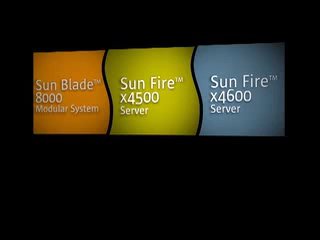 Sun Blade™
8000
Modular System
Sun Fire™
x4500
Server
Sun Fire™
x4600
Server